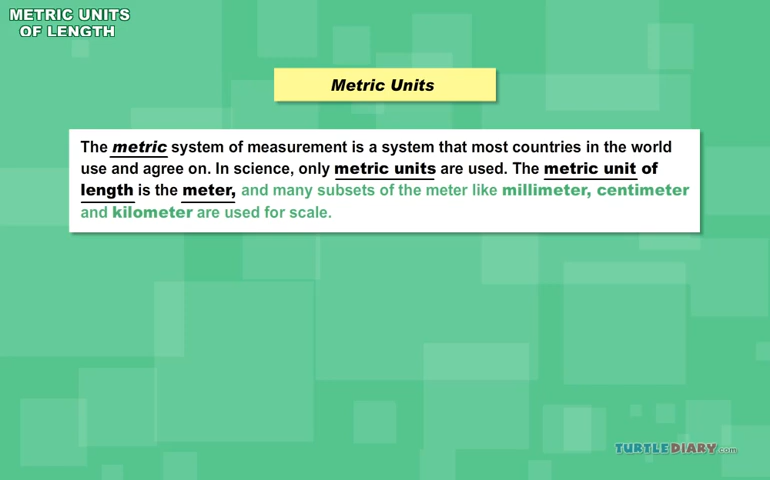 METRIC UNITS
OF LENGTH
Metric Units
The metric system of measurement is a system that most countries in the world
use and agree on. In science, only metric units are used. The metric unit of
length is the meter, and many subsets of the meter like millimeter, centimeter
and kilometer are used for scale.
TURTLEDIARY.com